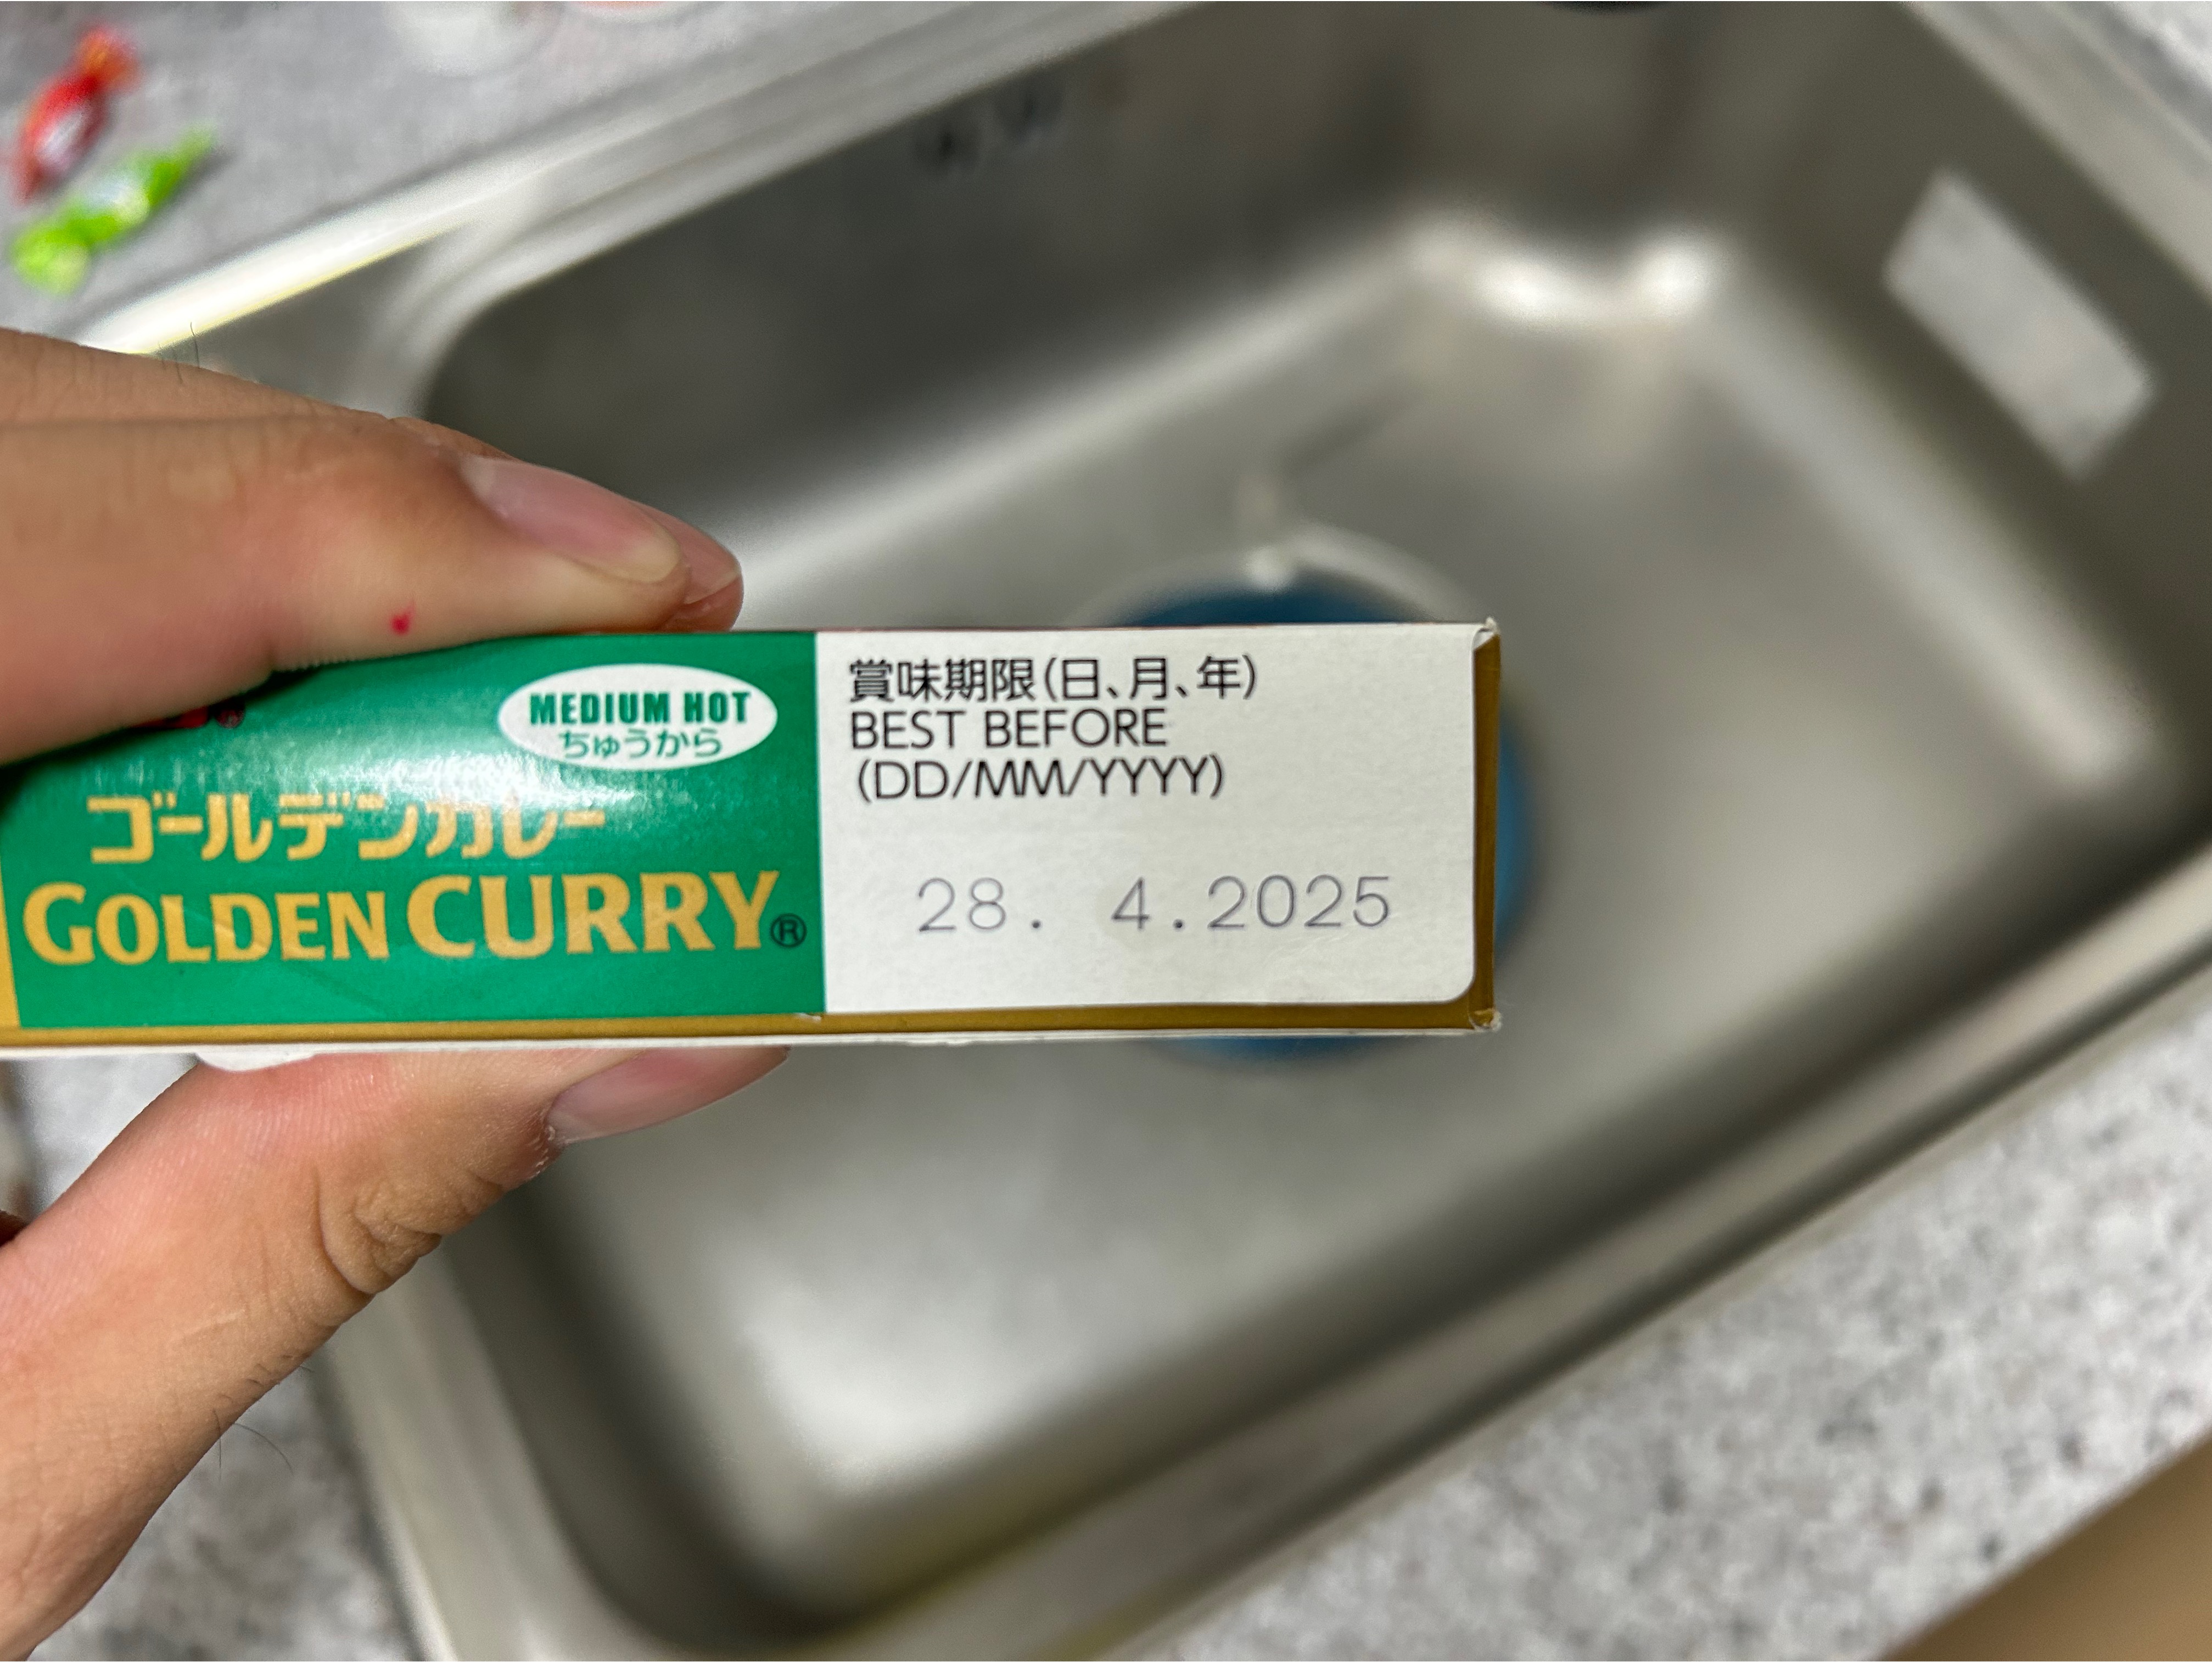 MEDIUM HOT
ちゅうから
ゴールデンカレー
GOLDEN CURRY®
賞味期限(日、月、年)
BEST BEFORE
(DD/MM/YYYY)
28. 4.2025